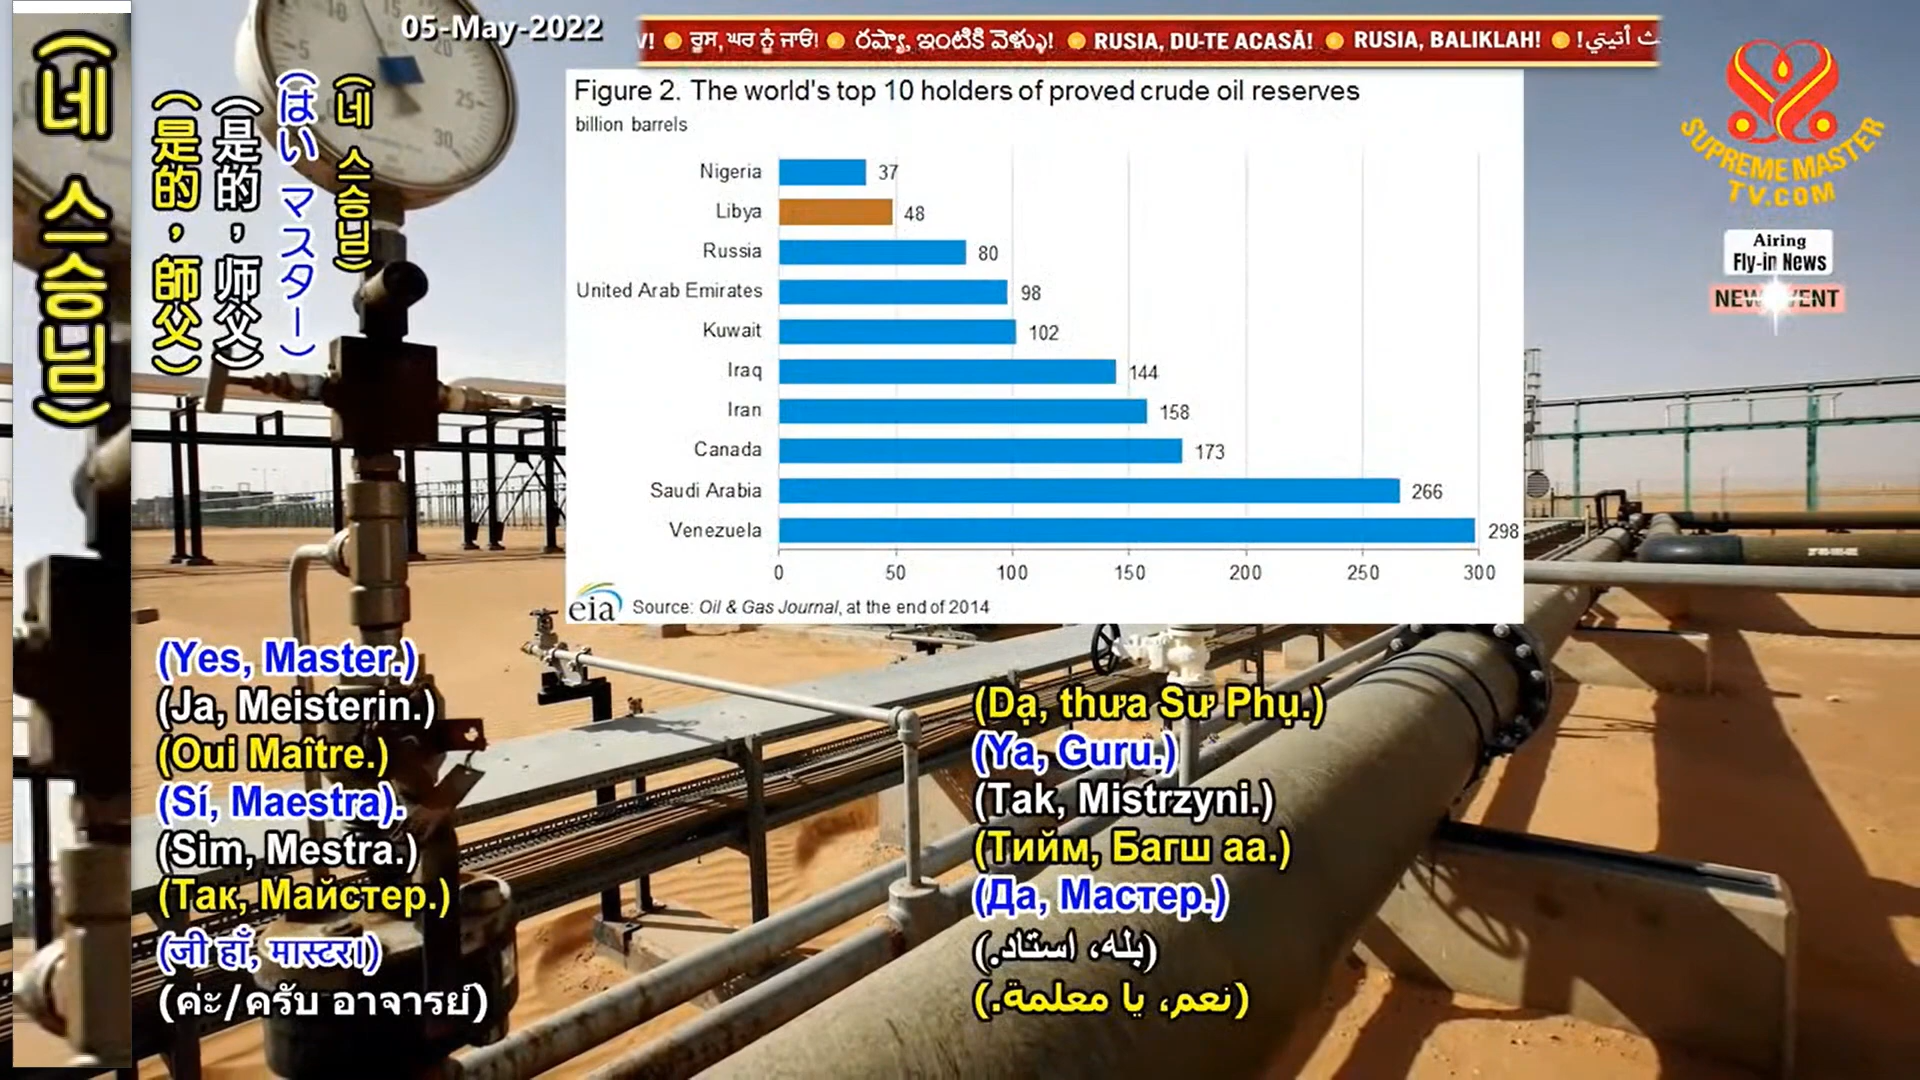 05-May-2022
! ਰੂਸ, ਘਰ ਨੂੰ ਜਾਓ! రష్యా, ఇంటికి వెళ్ళు! RUSIA, DU-TE ACASĂ! RUSIA, BALIKLAH!
SUPREME MASTER
TV.COM
Airing
Fly-in News
(네 스승님)
(是的，師父)
(是的，师父)
(はい マスター)
(네 스승님)
Figure 2. The world's top 10 holders of proved crude oil reserves
billion barrels
Nigeria 37
Libya 48
Russia 80
United Arab Emirates 98
Kuwait 102
Iraq 144
Iran 158
Canada 173
Saudi Arabia 266
Venezuela 298
0 50 100 150 200 250 300
eia Source: Oil & Gas Journal, at the end of 2014
(Yes, Master.)
(Ja, Meisterin.)
(Oui Maître.)
(Sí, Maestra).
(Sim, Mestra.)
(Так, Майстер.)
(जी हाँ, मास्टर।)
(ค่ะ/ครับ อาจารย์)
(Dạ, thưa Sư Phụ.)
(Ya, Guru.)
(Tak, Mistrzyni.)
(Тийм, Багш аа.)
(Да, Мастер.)
(بله، استاد.)
(نعم، يا معلمة.)